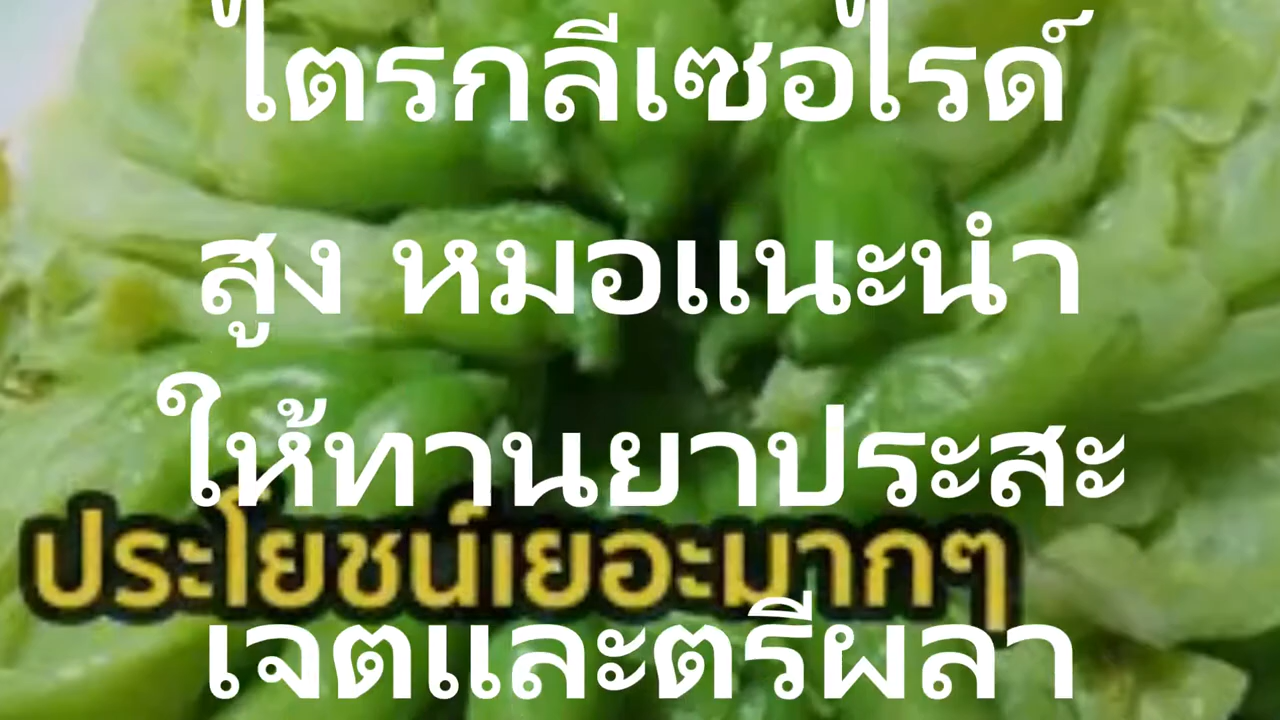 ไตรกลีเซอไรด์
สูง หมอแนะนำ
ให้ทานยาประสะ
ประโยชน์เยอะมากๆ
เจตและตรีผลา